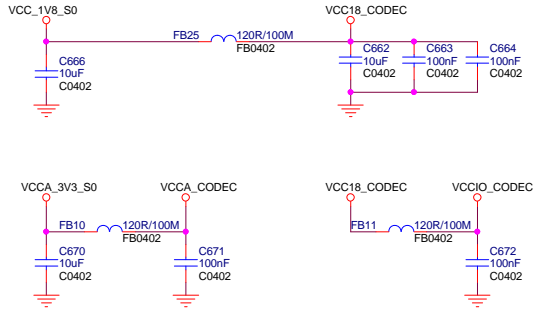 VCC_1V8_S0
VCC18_CODEC
FB25
120R/100M
FB0402
C666
10uF
C0402
C662
10uF
C0402
C663
100nF
C0402
C664
100nF
C0402
VCCA_3V3_S0
VCCA_CODEC
VCC18_CODEC
VCCIO_CODEC
FB10
120R/100M
FB0402
FB11
120R/100M
FB0402
C670
10uF
C0402
C671
100nF
C0402
C672
100nF
C0402